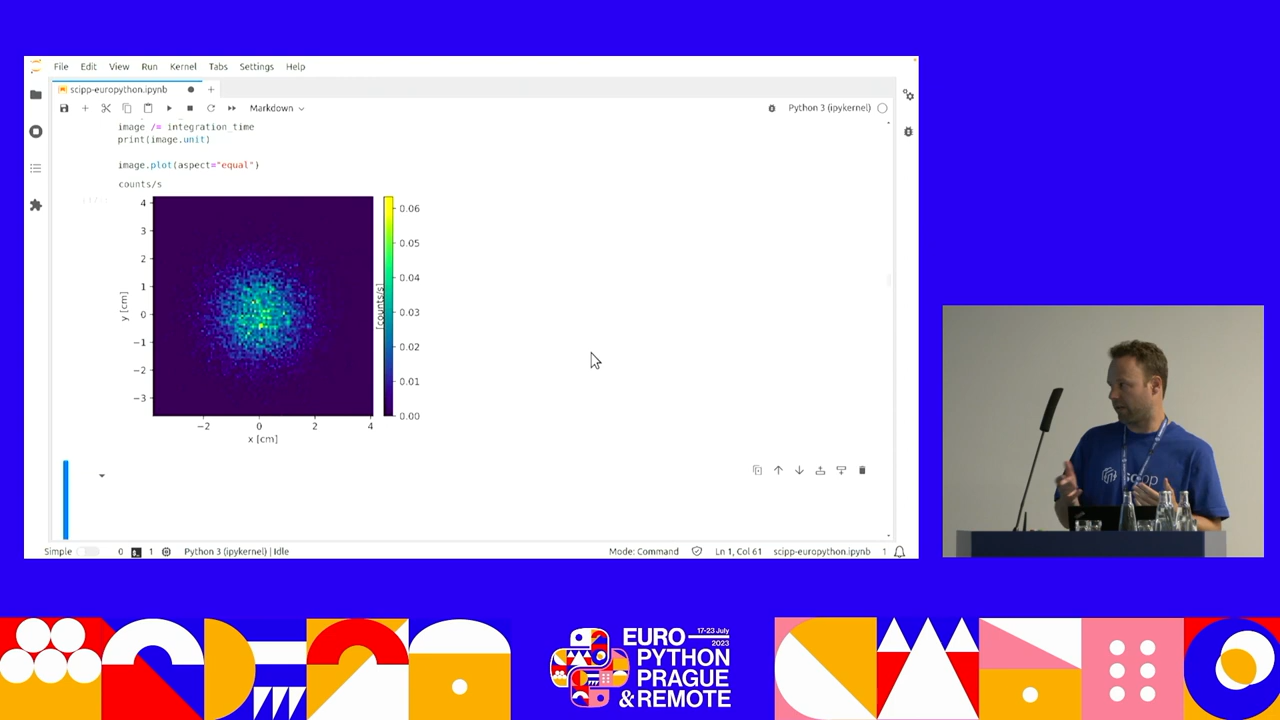 File Edit View Run Kernel Tabs Settings Help
scipp-europython.ipynb
Markdown
Python 3 (ipykernel)
image /= integration_time
print(image.unit)
image.plot(aspect="equal")
counts/s
4
3
2
1
0
−1
−2
−3
y [cm]
−2 0 2 4
x [cm]
0.06
0.05
0.04
0.03
0.02
0.01
0.00
[counts/s]
Simple 0 1 Python 3 (ipykernel) | Idle Mode: Command Ln 1, Col 61 scipp-europython.ipynb 1
scipp
EURO 17-23 July 2023
PYTHON
PRAGUE
& REMOTE